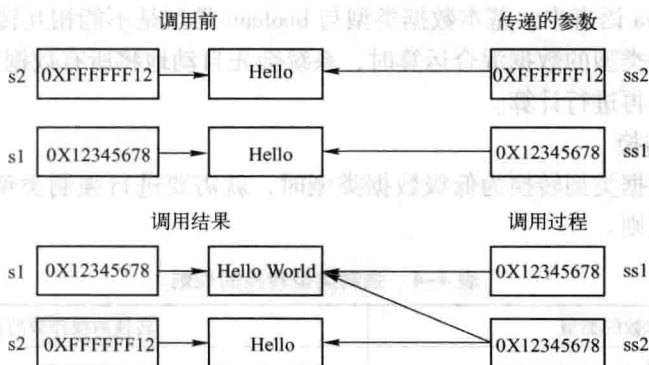 调用前 传递的参数
s2 0XFFFFFF12 Hello 0XFFFFFF12 ss2
s1 0X12345678 Hello 0X12345678 ss1
调用结果 调用过程
s1 0X12345678 Hello World 0X12345678 ss1
s2 0XFFFFFF12 Hello 0X12345678 ss2